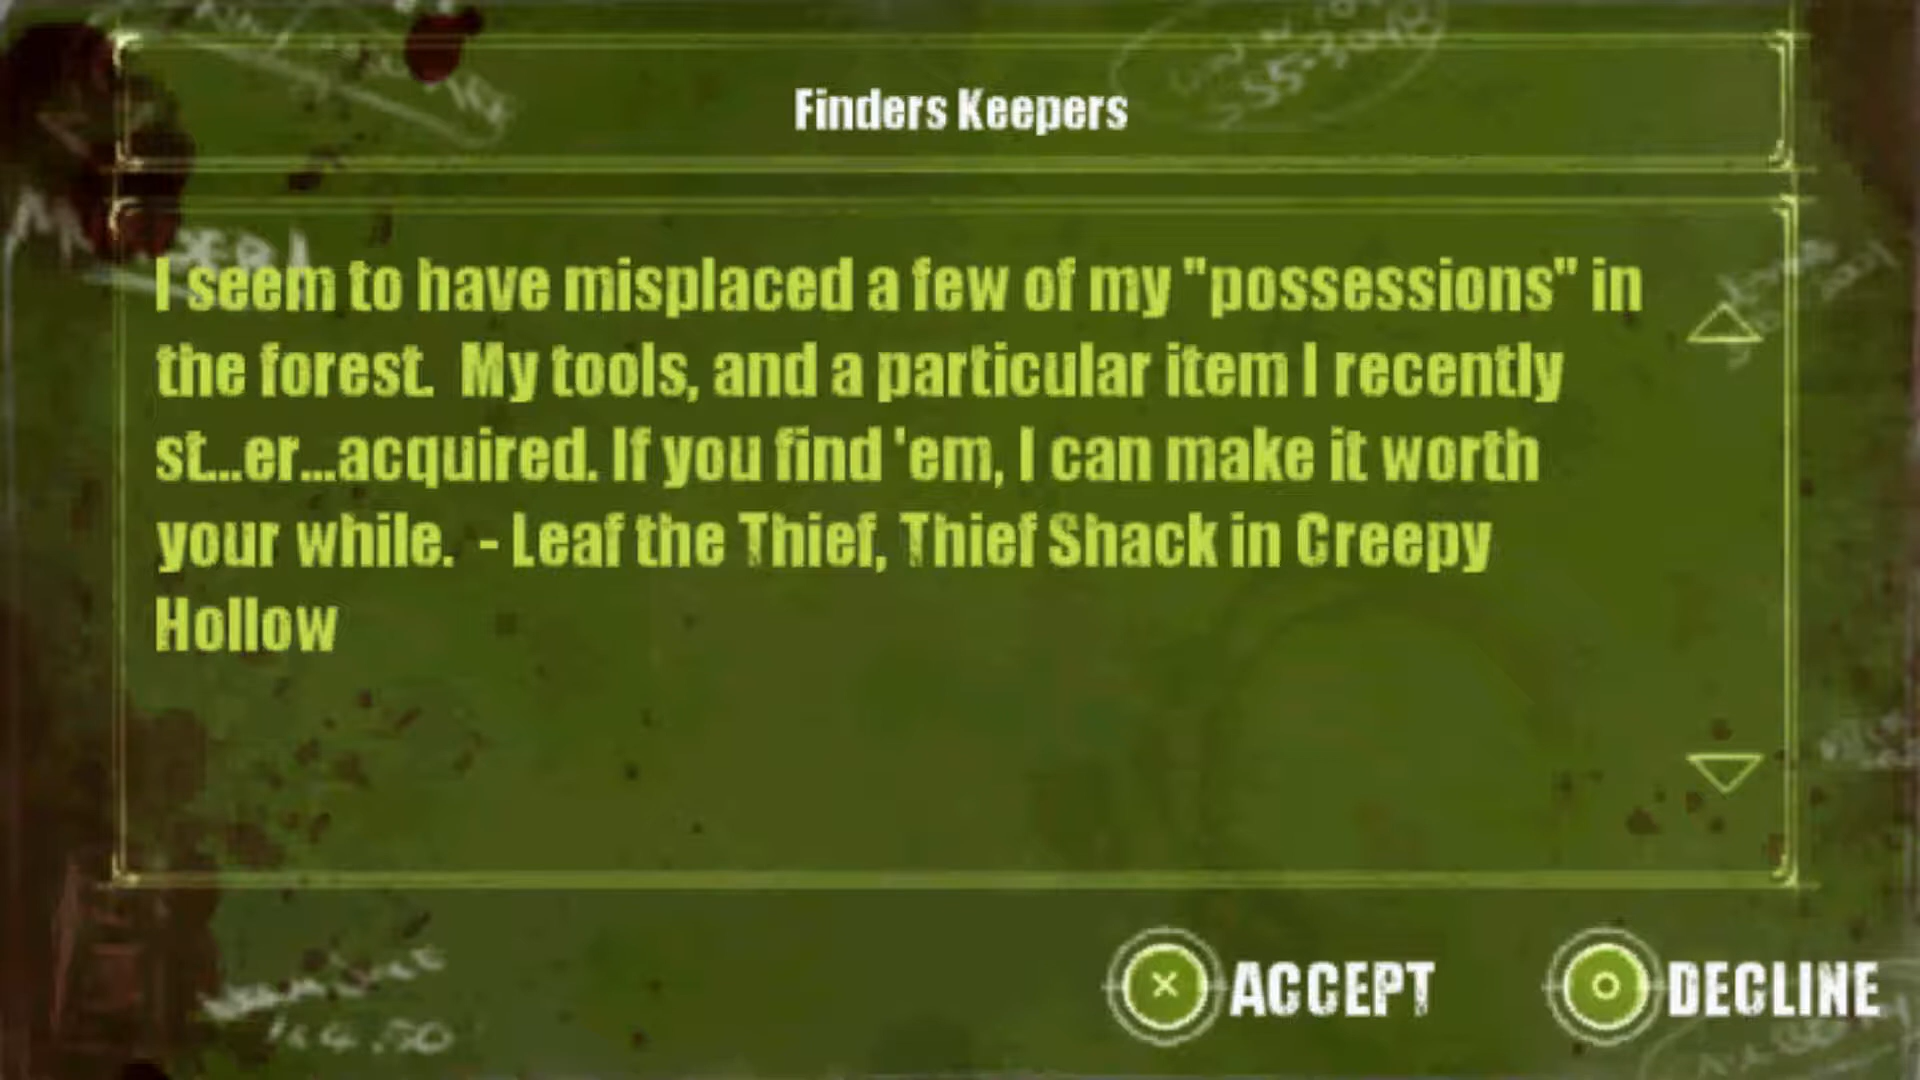 Finders Keepers
I seem to have misplaced a few of my "possessions" in
the forest.  My tools, and a particular item I recently
st...er...acquired. If you find 'em, I can make it worth
your while.  - Leaf the Thief, Thief Shack in Creepy
Hollow
ACCEPT
DECLINE